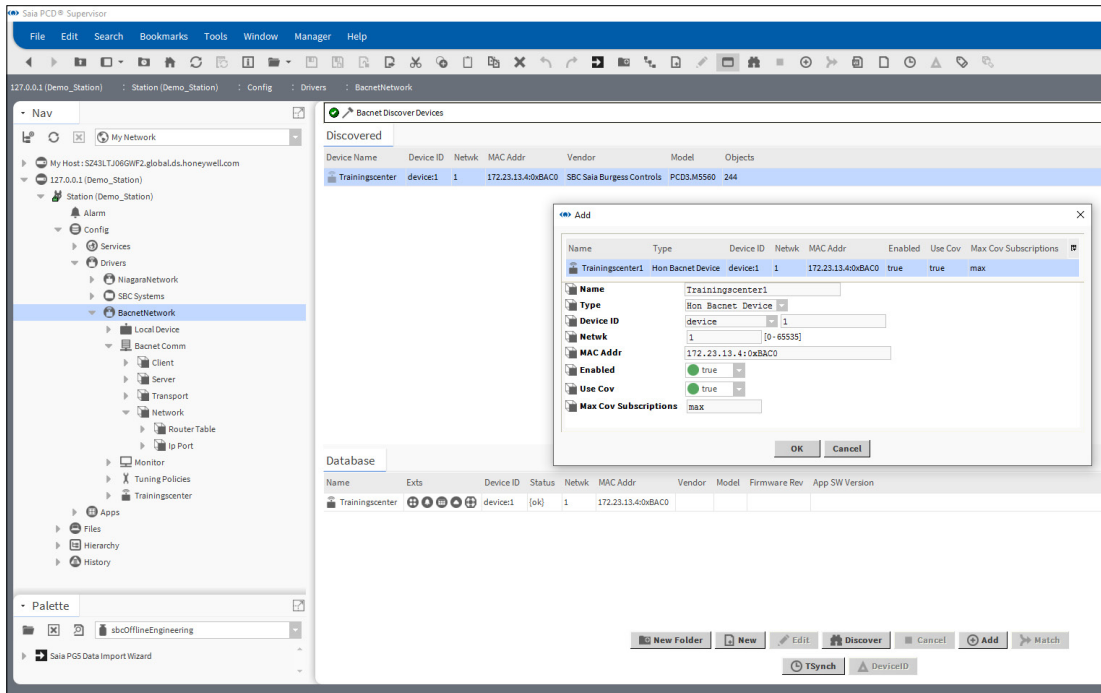 Saia PCD® Supervisor
File Edit Search Bookmarks Tools Window Manager Help
127.0.0.1 (Demo_Station) : Station (Demo_Station) : Config : Drivers : BacnetNetwork
Nav
My Network
My Host : SZ43LTJ06GWF2.global.ds.honeywell.com
127.0.0.1 (Demo_Station)
Station (Demo_Station)
Alarm
Config
Services
Drivers
NiagaraNetwork
SBC Systems
BacnetNetwork
Local Device
Bacnet Comm
Client
Server
Transport
Network
Router Table
Ip Port
Monitor
Tuning Policies
Trainingscenter
Apps
Files
Hierarchy
History
Palette
sbcOfflineEngineering
Saia PG5 Data Import Wizard
Bacnet Discover Devices
Discovered
Device Name Device ID Netwk MAC Addr Vendor Model Objects
Trainingscenter device:1 1 172.23.13.4:0xBAC0 SBC Saia Burgess Controls PCD3.M5560 244
Add
Name Type Device ID Netwk MAC Addr Enabled Use Cov Max Cov Subscriptions
Trainingscenter1 Hon Bacnet Device device:1 1 172.23.13.4:0xBAC0 true true max
Name Trainingscenter1
Type Hon Bacnet Device
Device ID device 1
Netwk 1 [0 - 65535]
MAC Addr 172.23.13.4:0xBAC0
Enabled true
Use Cov true
Max Cov Subscriptions max
OK Cancel
Database
Name Exts Device ID Status Netwk MAC Addr Vendor Model Firmware Rev App SW Version
Trainingscenter device:1 {ok} 1 172.23.13.4:0xBAC0
New Folder New Edit Discover Cancel Add Match
TSynch DeviceID